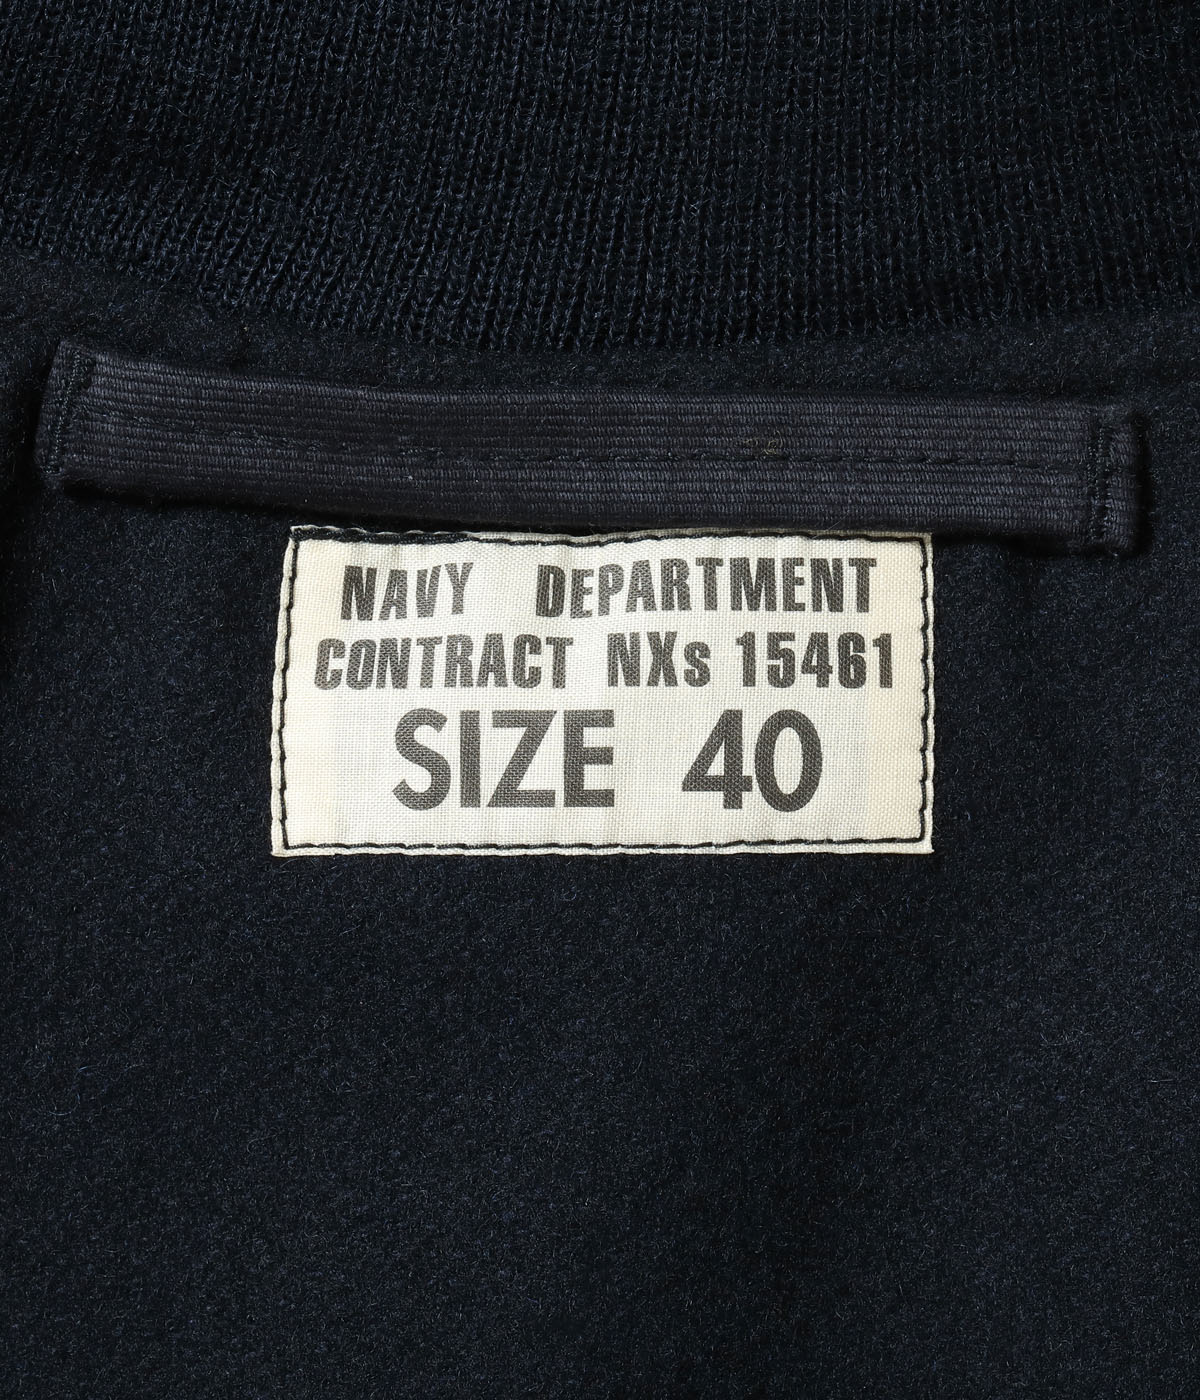 NAVY DEPARTMENT
CONTRACT NXs 15461
SIZE 40